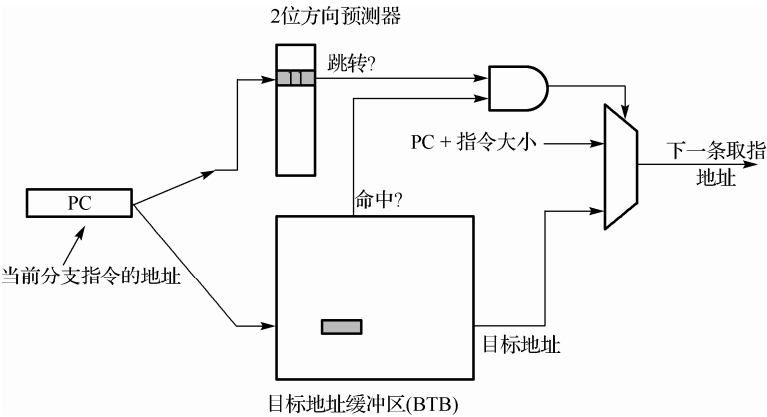 2位方向预测器
跳转?
PC + 指令大小
下一条取指
地址
PC
命中?
当前分支指令的地址
目标地址
目标地址缓冲区(BTB)